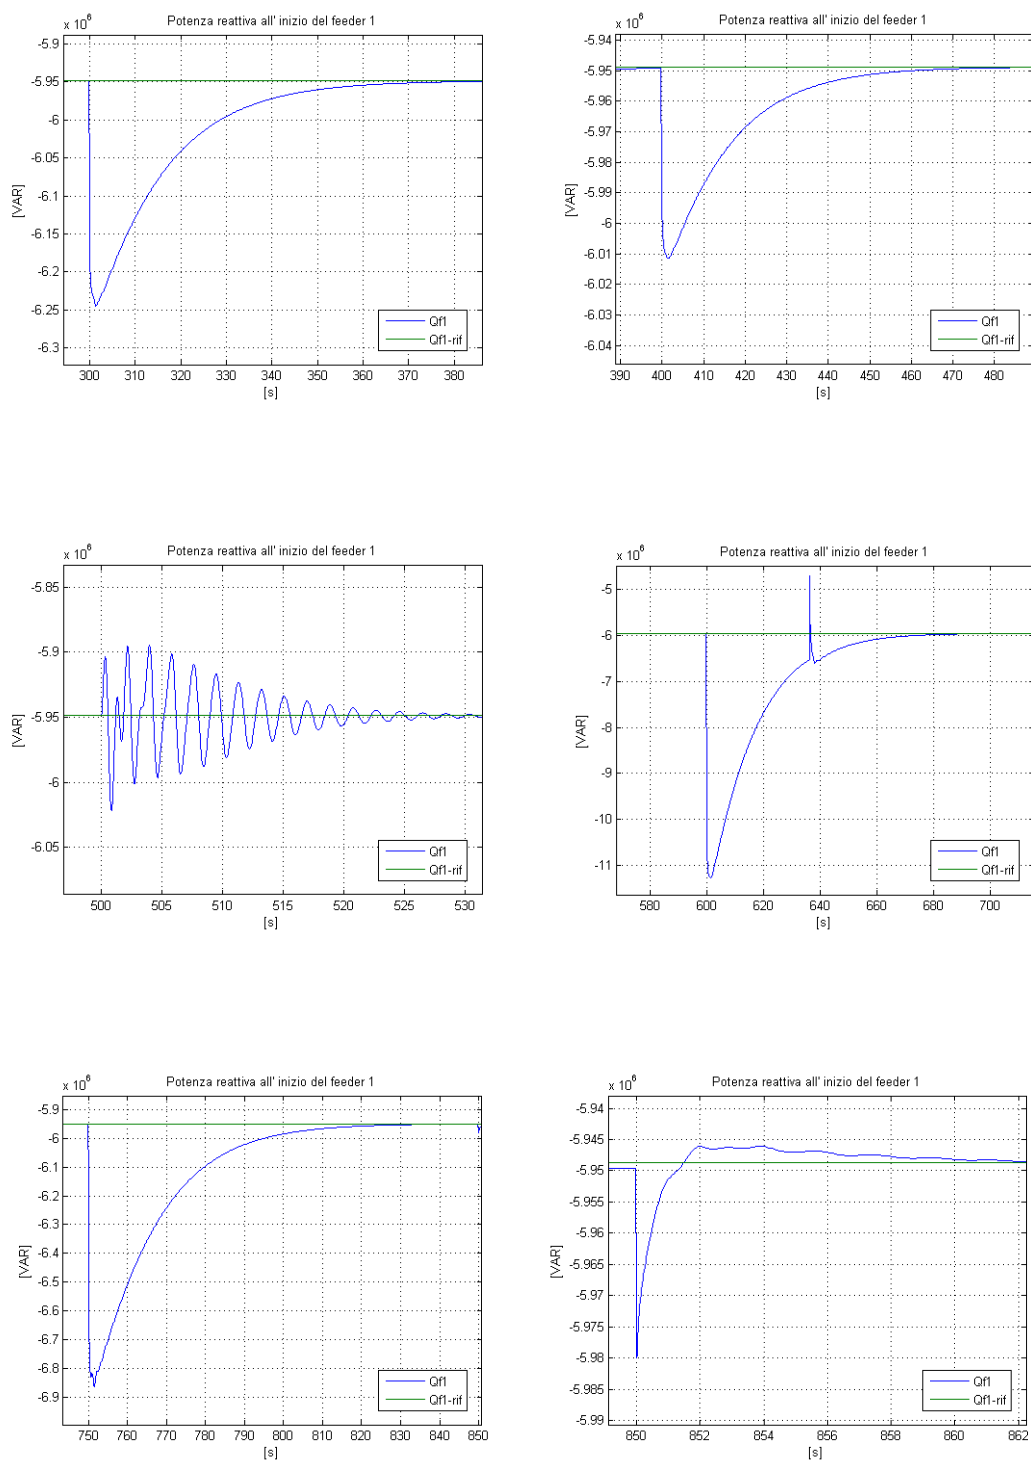 Potenza reattiva all' inizio del feeder 1
x 10^6
-5.9
-5.95
-6
-6.05
-6.1
-6.15
-6.2
-6.25
-6.3
[VAR]
300 310 320 330 340 350 360 370 380
[s]
Qf1
Qf1-rif
Potenza reattiva all' inizio del feeder 1
x 10^6
-5.94
-5.95
-5.96
-5.97
-5.98
-5.99
-6
-6.01
-6.02
-6.03
-6.04
[VAR]
390 400 410 420 430 440 450 460 470 480
[s]
Qf1
Qf1-rif
Potenza reattiva all' inizio del feeder 1
x 10^6
-5.85
-5.9
-5.95
-6
-6.05
[VAR]
500 505 510 515 520 525 530
[s]
Qf1
Qf1-rif
Potenza reattiva all' inizio del feeder 1
x 10^6
-5
-6
-7
-8
-9
-10
-11
[VAR]
580 600 620 640 660 680 700
[s]
Qf1
Qf1-rif
Potenza reattiva all' inizio del feeder 1
x 10^6
-5.9
-6
-6.1
-6.2
-6.3
-6.4
-6.5
-6.6
-6.7
-6.8
-6.9
[VAR]
750 760 770 780 790 800 810 820 830 840 850
[s]
Qf1
Qf1-rif
Potenza reattiva all' inizio del feeder 1
x 10^6
-5.94
-5.945
-5.95
-5.955
-5.96
-5.965
-5.97
-5.975
-5.98
-5.985
-5.99
[VAR]
850 852 854 856 858 860 862
[s]
Qf1
Qf1-rif